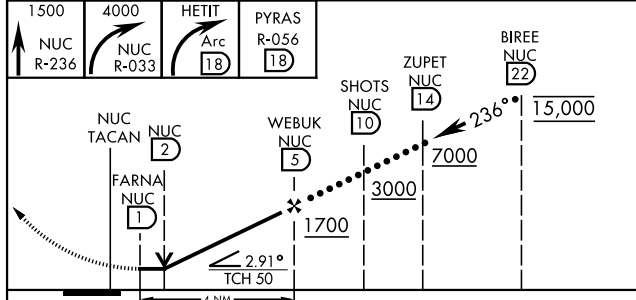 1500
NUC
R-236
4000
NUC
R-033
HETIT
Arc
18
PYRAS
R-056
18
BIREE
NUC
22
ZUPET
NUC
14
SHOTS
NUC
10
WEBUK
NUC
5
NUC
TACAN
NUC
2
FARNA
NUC
1
236°
15,000
7000
3000
1700
2.91°
TCH 50
4 NM